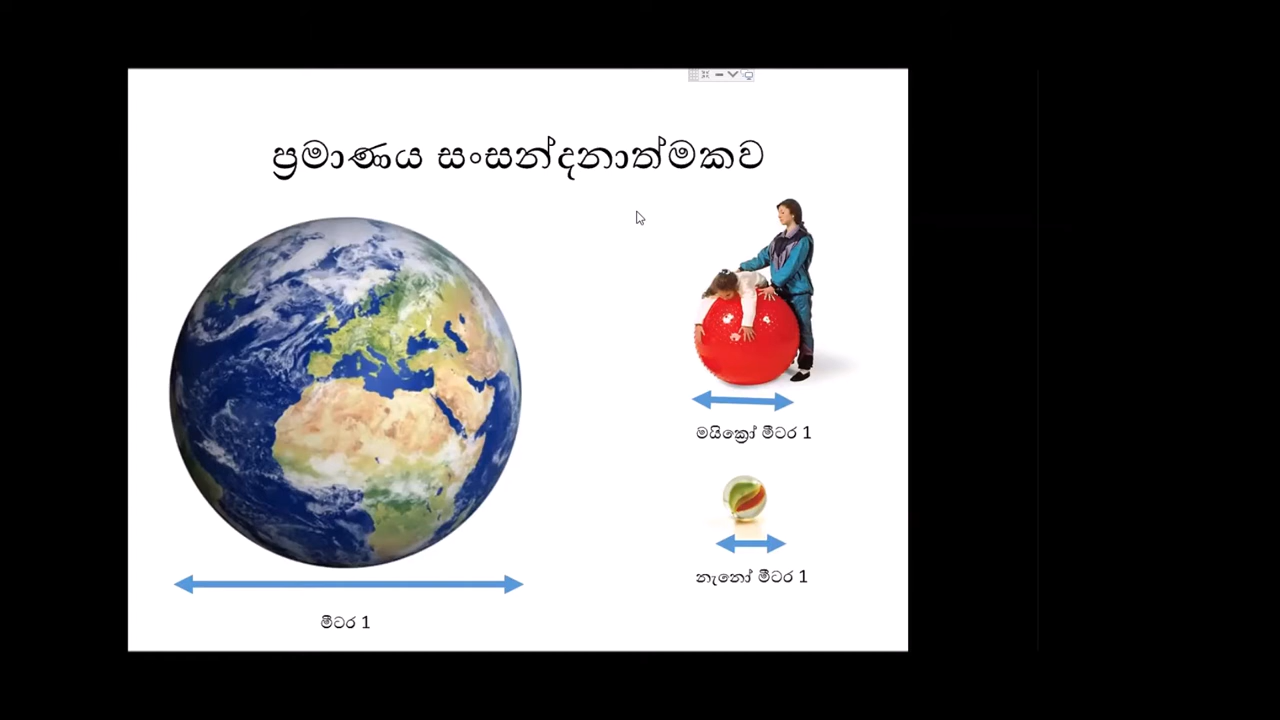 ප්‍රමාණය සංසන්දනාත්මකව
මයික්‍රෝ මීටර 1
නැනෝ මීටර 1
මීටර 1